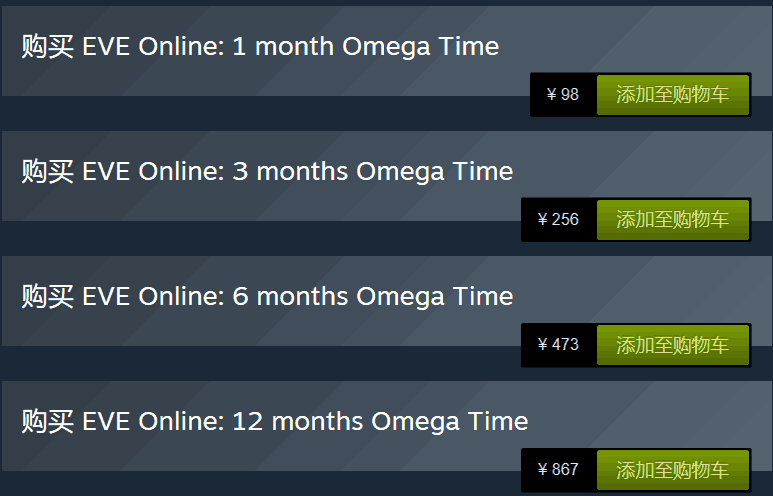 购买 EVE Online: 1 month Omega Time
¥ 98 添加至购物车
购买 EVE Online: 3 months Omega Time
¥ 256 添加至购物车
购买 EVE Online: 6 months Omega Time
¥ 473 添加至购物车
购买 EVE Online: 12 months Omega Time
¥ 867 添加至购物车